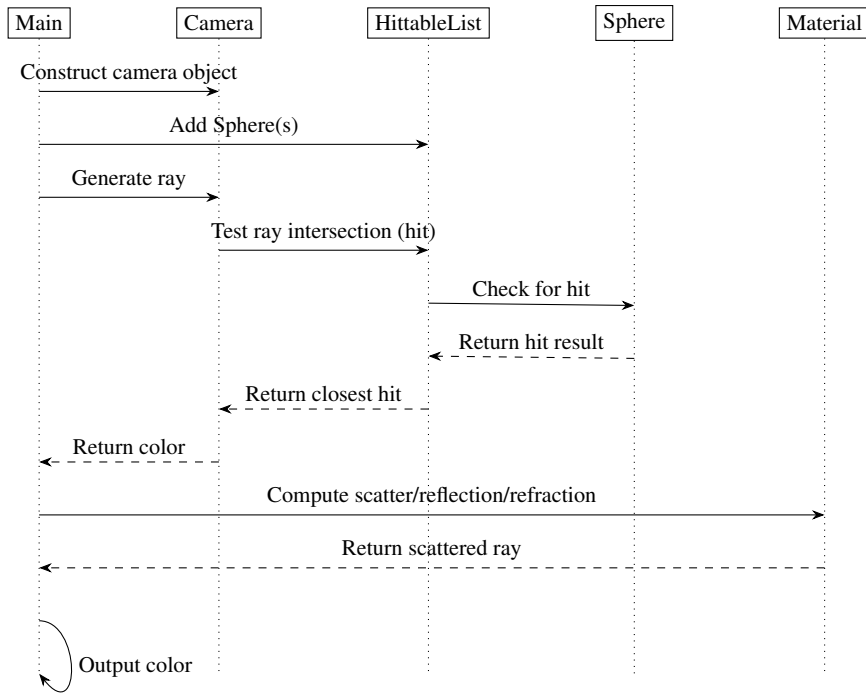 Main
Camera
HittableList
Sphere
Material
Construct camera object
Add Sphere(s)
Generate ray
Test ray intersection (hit)
Check for hit
Return hit result
Return closest hit
Return color
Compute scatter/reflection/refraction
Return scattered ray
Output color